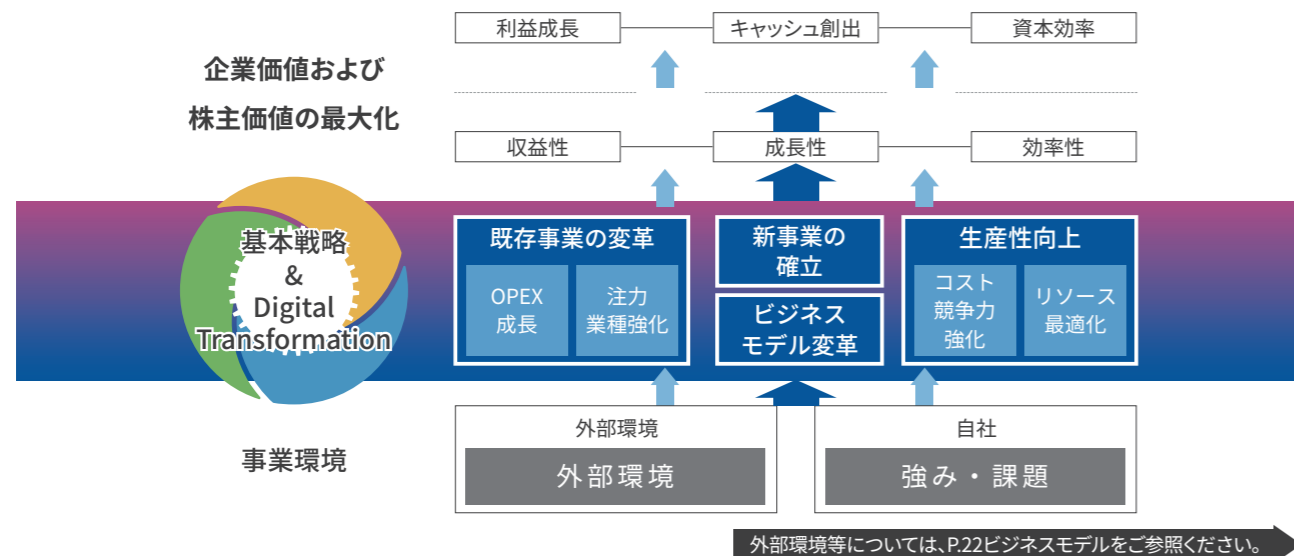 企業価値および
株主価値の最大化
利益成長
キャッシュ創出
資本効率
収益性
成長性
効率性
基本戦略
&
Digital
Transformation
既存事業の変革
OPEX
成長
注力
業種強化
新事業の
確立
ビジネス
モデル変革
生産性向上
コスト
競争力
強化
リソース
最適化
事業環境
外部環境
外部環境
自社
強み・課題
外部環境等については、P.22ビジネスモデルをご参照ください。